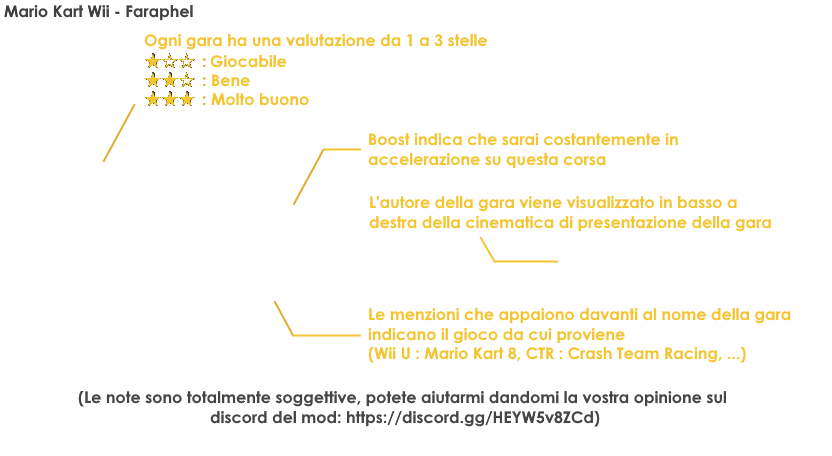 Mario Kart Wii - Faraphel
Ogni gara ha una valutazione da 1 a 3 stelle
: Giocabile
: Bene
: Molto buono
Boost indica che sarai costantemente in
accelerazione su questa corsa
L'autore della gara viene visualizzato in basso a
destra della cinematica di presentazione della gara
Le menzioni che appaiono davanti al nome della gara
indicano il gioco da cui proviene
(Wii U : Mario Kart 8, CTR : Crash Team Racing, ...)
(Le note sono totalmente soggettive, potete aiutarmi dandomi la vostra opinione sul
discord del mod: https://discord.gg/HEYW5v8ZCd)